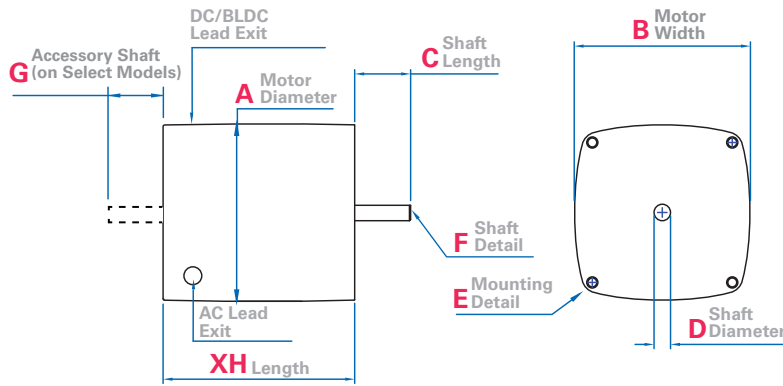 DC/BLDC
Lead Exit
G Accessory Shaft
(on Select Models)
A Motor
Diameter
C Shaft
Length
B Motor
Width
F Shaft
Detail
E Mounting
Detail
D Shaft
Diameter
AC Lead
Exit
XH Length